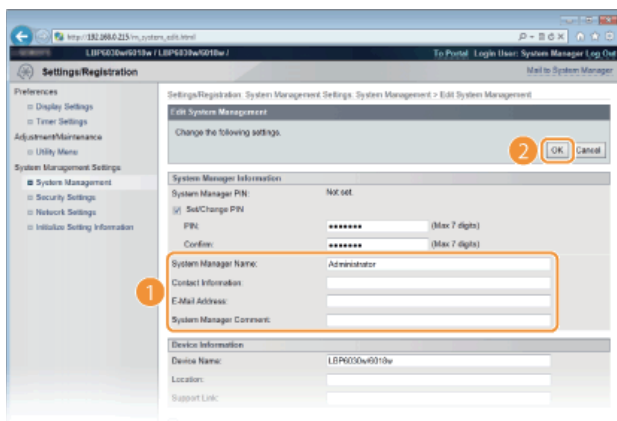 http://192.168.0.215/m_system_edit.html
LBP6030w/6018w / LBP6030w/6018w /
To Portal Login User: System Manager Log Out
Settings/Registration
Mail to System Manager
Preferences
Display Settings
Timer Settings
Adjustment/Maintenance
Utility Menu
System Management Settings
System Management
Security Settings
Network Settings
Initialize Setting Information
Settings/Registration: System Management Settings: System Management > Edit System Management
Edit System Management
Change the following settings.
2
OK
Cancel
System Manager Information
System Manager PIN:
Not set.
Set/Change PIN
PIN:
•••••••
(Max 7 digits)
Confirm:
•••••••
(Max 7 digits)
1
System Manager Name:
Administrator
Contact Information:
E-Mail Address:
System Manager Comment:
Device Information
Device Name:
LBP6030w/6018w
Location:
Support Link: